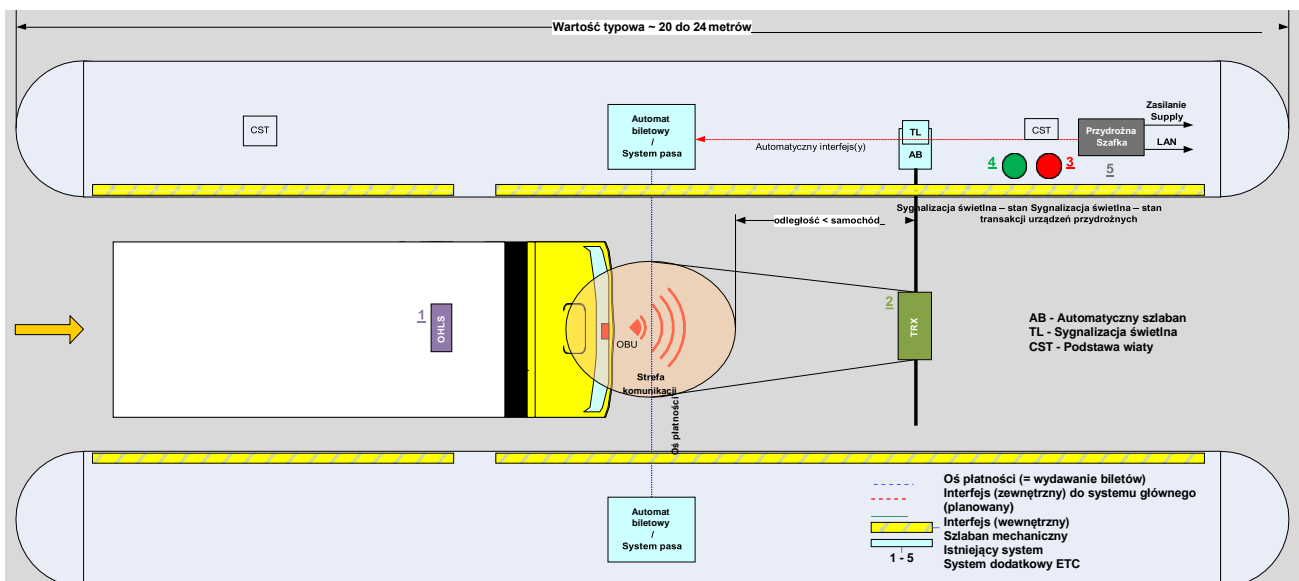 Wartość typowa ~ 20 do 24 metrów
CST
Automat
biletowy
/
System pasa
Automatyczny interfejs(y)
TL
AB
CST
Przydrożna
Szafka
Zasilanie
Supply
LAN
4
3
5
Sygnalizacja świetlna – stan Sygnalizacja świetlna – stan
transakcji urządzeń przydrożnych
odległość < samochód_
1
OHLS
OBU
Strefa
komunikacji
Oś płatności
2
TRX
AB - Automatyczny szlaban
TL - Sygnalizacja świetlna
CST - Podstawa wiaty
Automat
biletowy
/
System pasa
Oś płatności (= wydawanie biletów)
Interfejs (zewnętrzny) do systemu głównego
(planowany)
Interfejs (wewnętrzny)
Szlaban mechaniczny
Istniejący system
1 - 5
System dodatkowy ETC